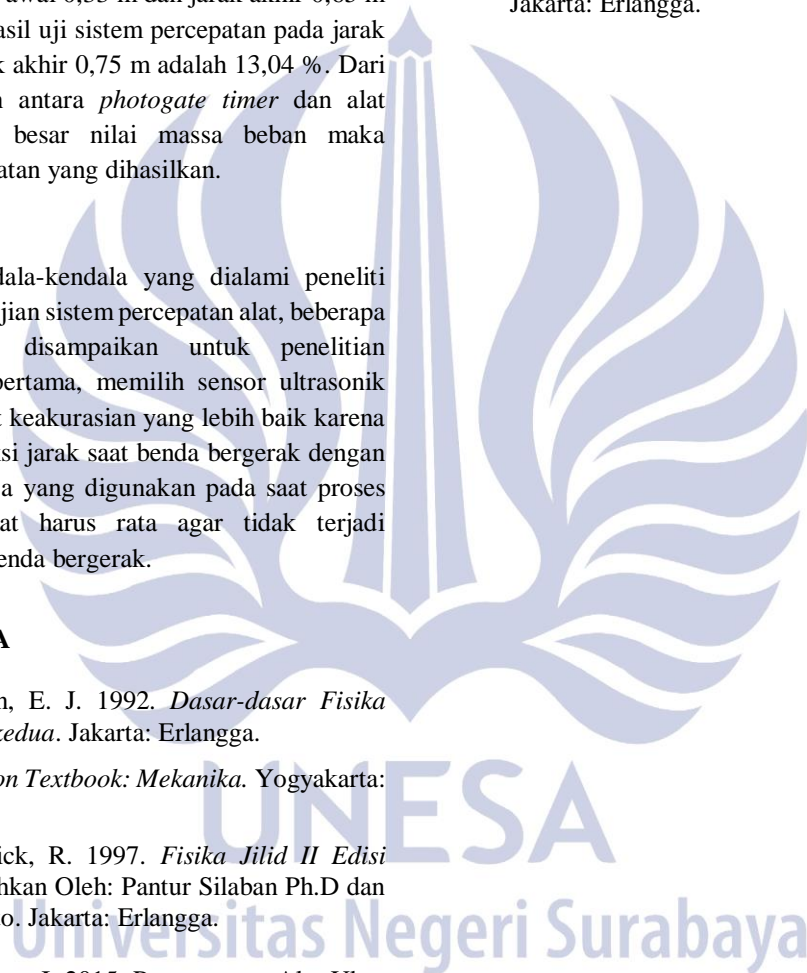 awal 0,55 m dan jarak akhir 0,65 m
asil uji sistem percepatan pada jarak
k akhir 0,75 m adalah 13,04 %. Dari
antara photogate timer dan alat
besar nilai massa beban maka
atan yang dihasilkan.
dala-kendala yang dialami peneliti
jian sistem percepatan alat, beberapa
disampaikan untuk penelitian
pertama, memilih sensor ultrasonik
t keakurasian yang lebih baik karena
si jarak saat benda bergerak dengan
a yang digunakan pada saat proses
at harus rata agar tidak terjadi
enda bergerak.
A
n, E. J. 1992. Dasar-dasar Fisika
kedua. Jakarta: Erlangga.
on Textbook: Mekanika. Yogyakarta:
ick, R. 1997. Fisika Jilid II Edisi
hkan Oleh: Pantur Silaban Ph.D dan
o. Jakarta: Erlangga.
Jakarta: Erlangga.
UNESA
Universitas Negeri Surabaya